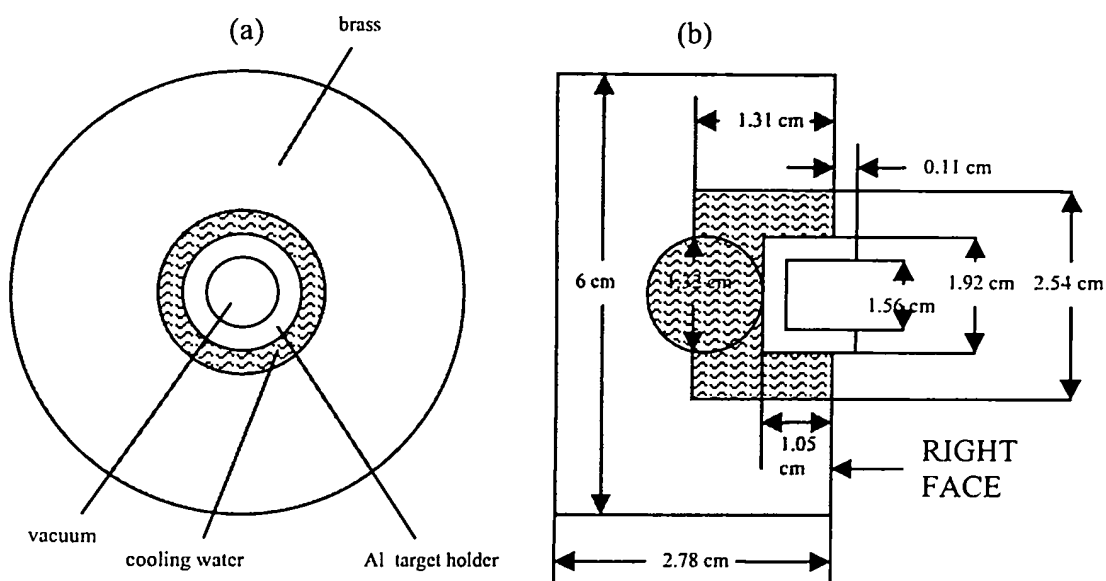 (a)
brass
vacuum
cooling water
Al target holder
(b)
1.31 cm
0.11 cm
6 cm
1.56 cm
1.92 cm
2.54 cm
1.05
cm
RIGHT
FACE
2.78 cm